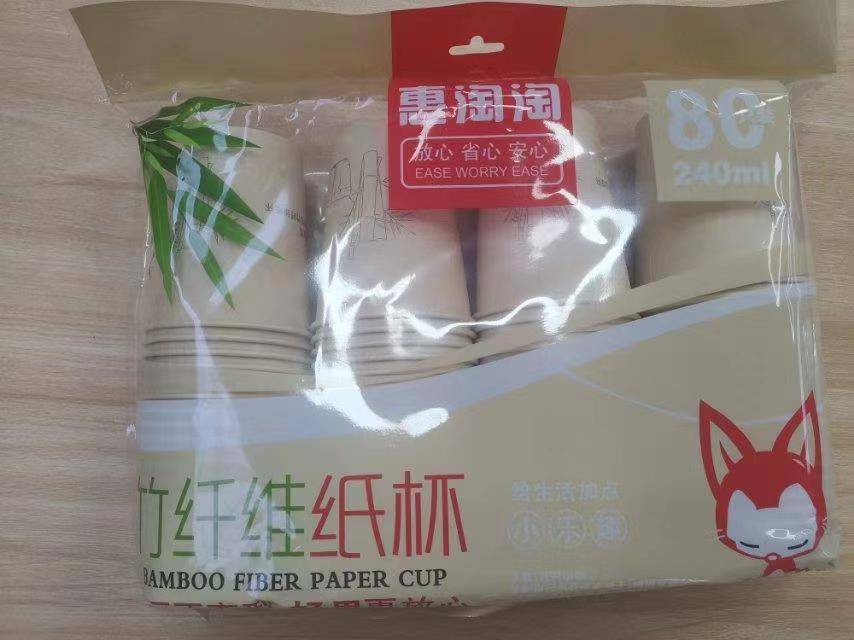 惠淘淘
放心 省心 安心
EASE WORRY EASE
80
240ml
竹纤维纸杯
BAMBOO FIBER PAPER CUP
给生活加点
小乐趣